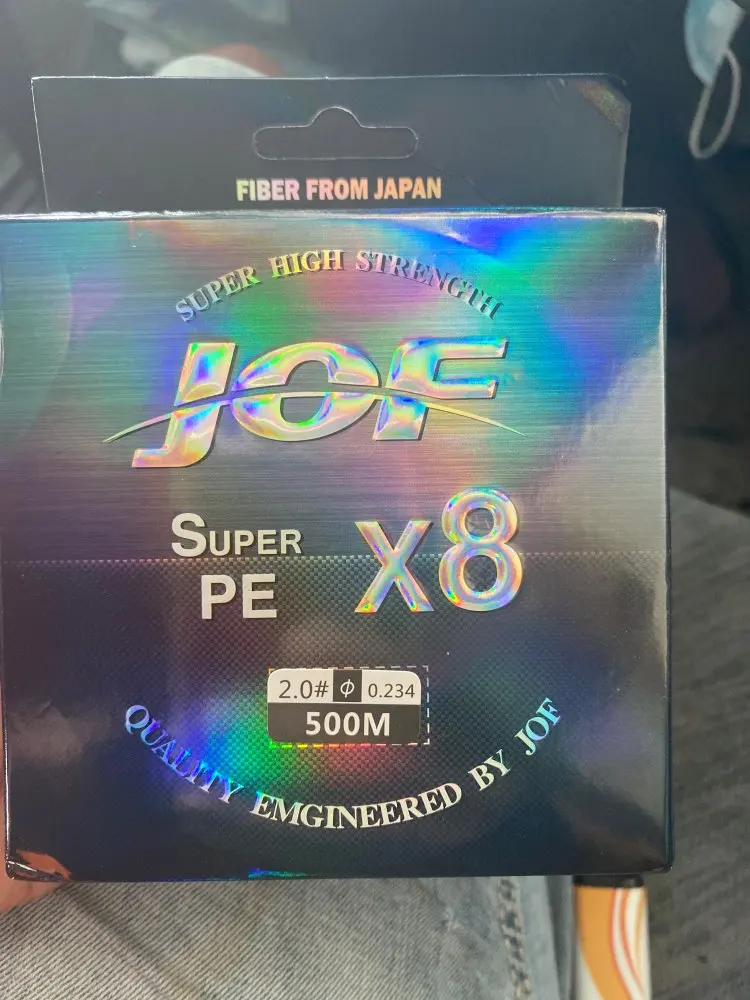 FIBER FROM JAPAN
SUPER HIGH STRENGTH
JOF
SUPER PE X8
2.0# ϕ 0.234
500M
QUALITY EMGINEERED BY JOF